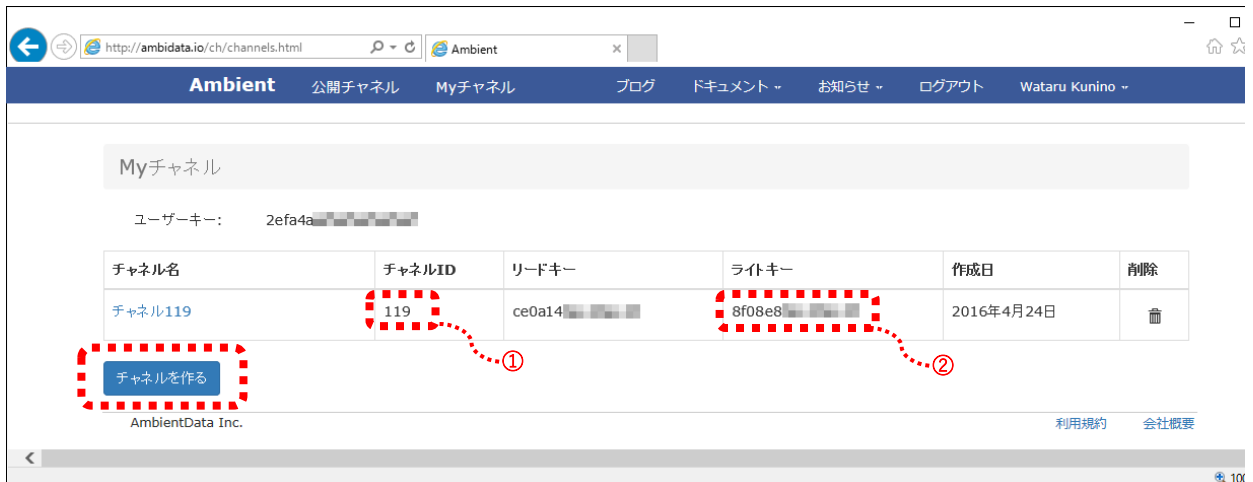 http://ambidata.io/ch/channels.html
Ambient
Ambient 公開チャネル Myチャネル ブログ ドキュメント お知らせ ログアウト Wataru Kunino
Myチャネル
ユーザーキー: 2efa4a
チャネル名 チャネルID リードキー ライトキー 作成日 削除
チャネル119 119 ce0a14 8f08e8 2016年4月24日
① ②
チャネルを作る
AmbientData Inc. 利用規約 会社概要
100